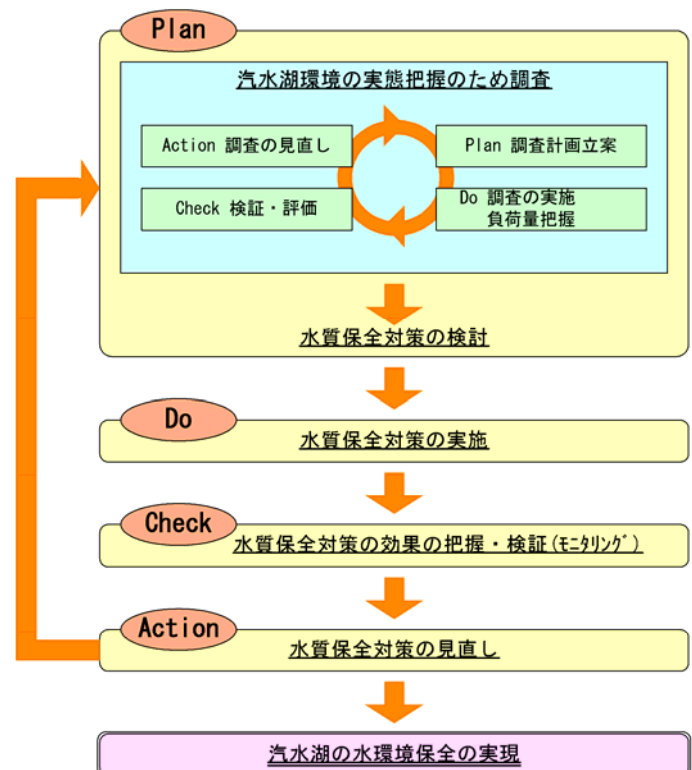 Plan
汽水湖環境の実態把握のため調査
Action 調査の見直し
Plan 調査計画立案
Check 検証・評価
Do 調査の実施
負荷量把握
水質保全対策の検討
Do
水質保全対策の実施
Check
水質保全対策の効果の把握・検証(ﾓﾆﾀﾘﾝｸﾞ)
Action
水質保全対策の見直し
汽水湖の水環境保全の実現